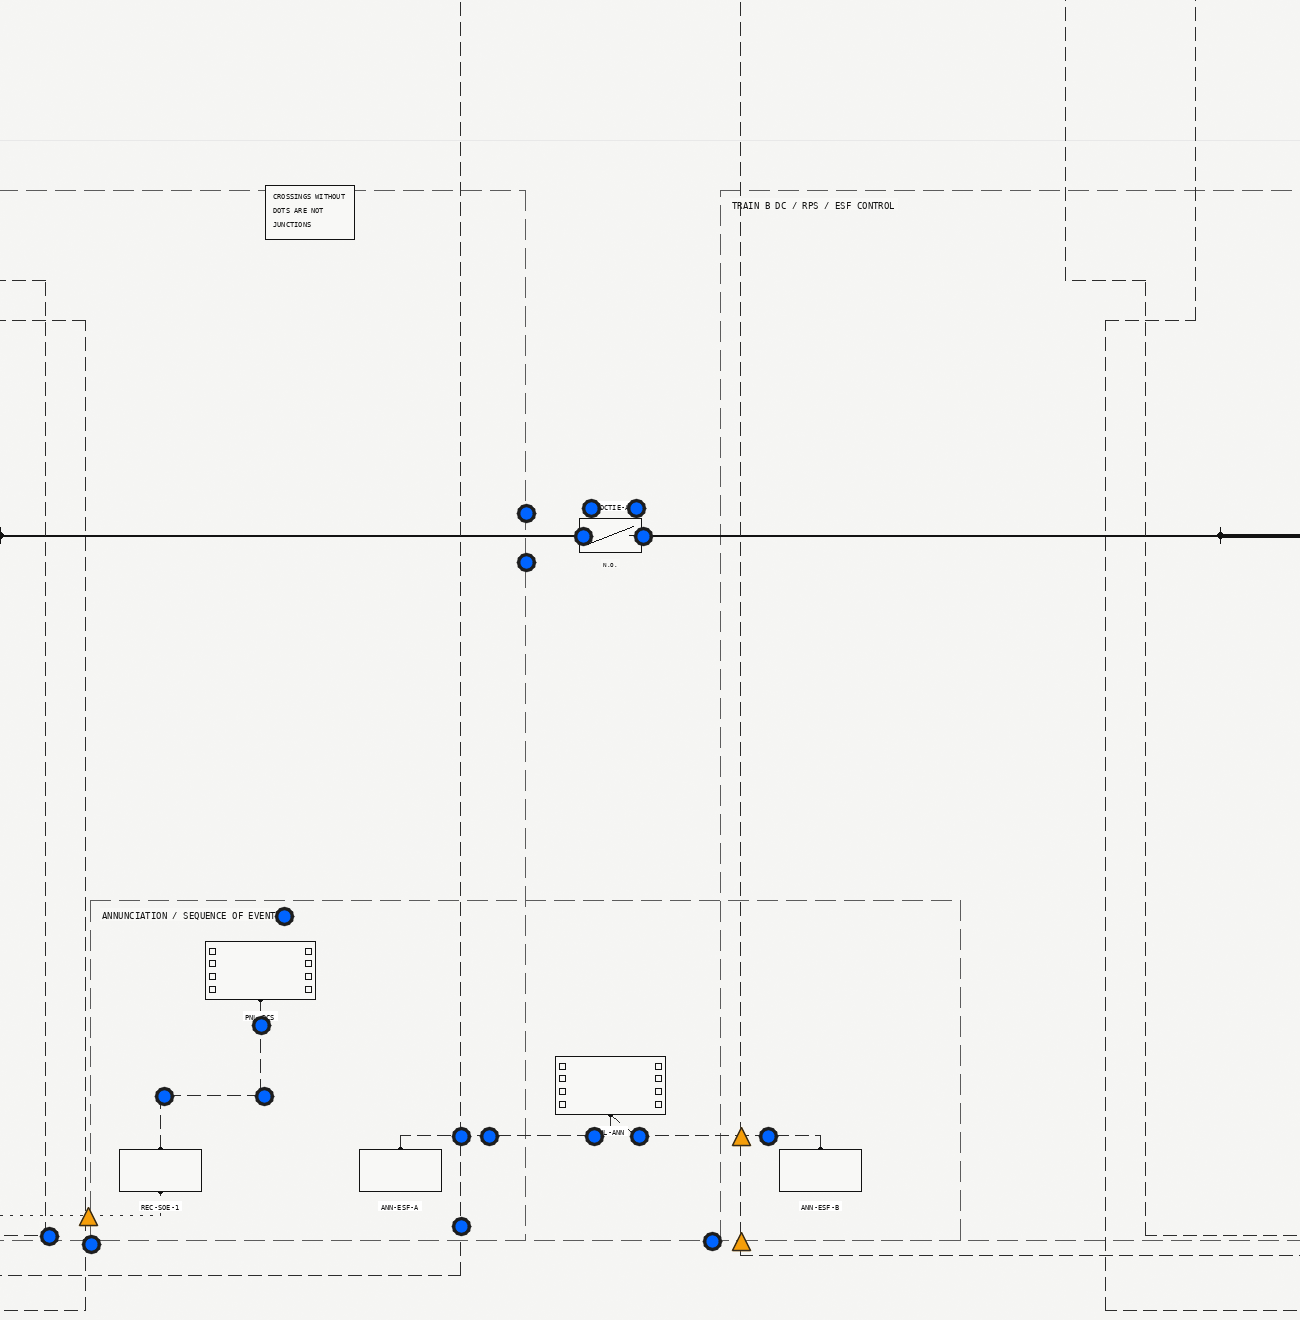 CROSSINGS WITHOUT
DOTS ARE NOT
JUNCTIONS
TRAIN B DC / RPS / ESF CONTROL
N.O.
ANNUNCIATION / SEQUENCE OF
REC-SOE-1
ANN-ESF-A
ANN-ESF-B